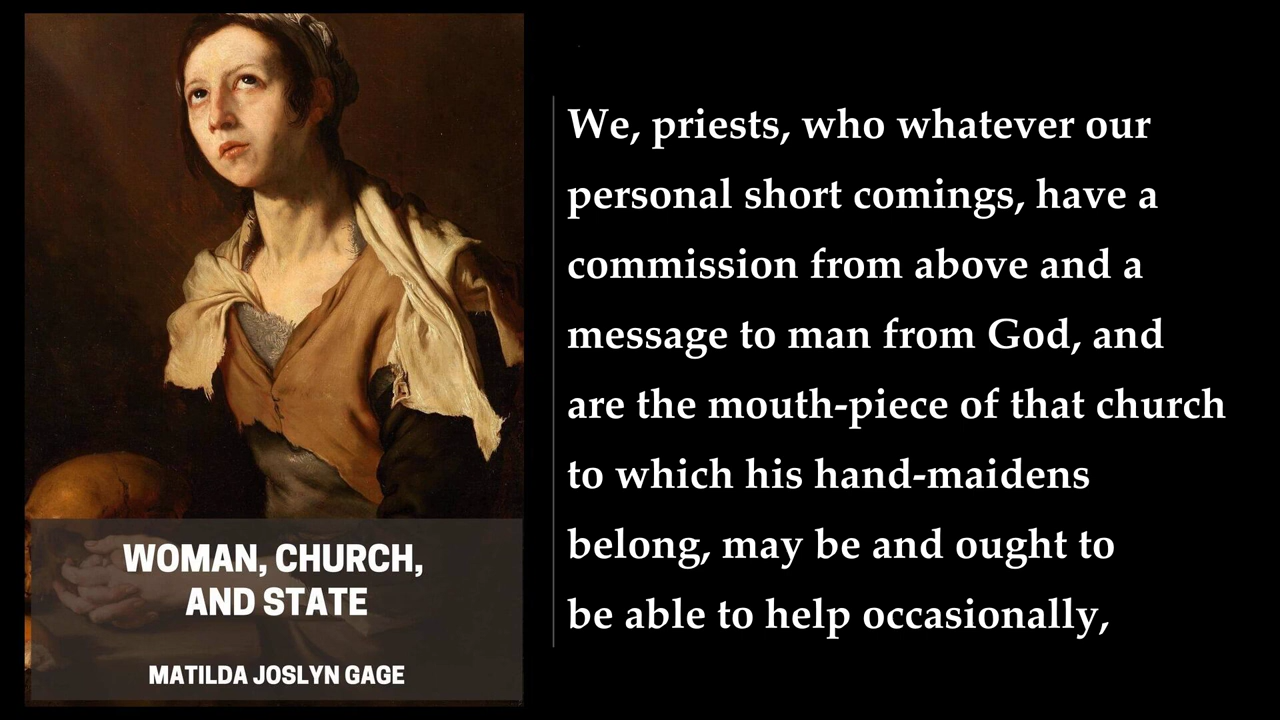 WOMAN, CHURCH,
AND STATE
MATILDA JOSLYN GAGE
We, priests, who whatever our
personal short comings, have a
commission from above and a
message to man from God, and
are the mouth-piece of that church
to which his hand-maidens
belong, may be and ought to
be able to help occasionally,